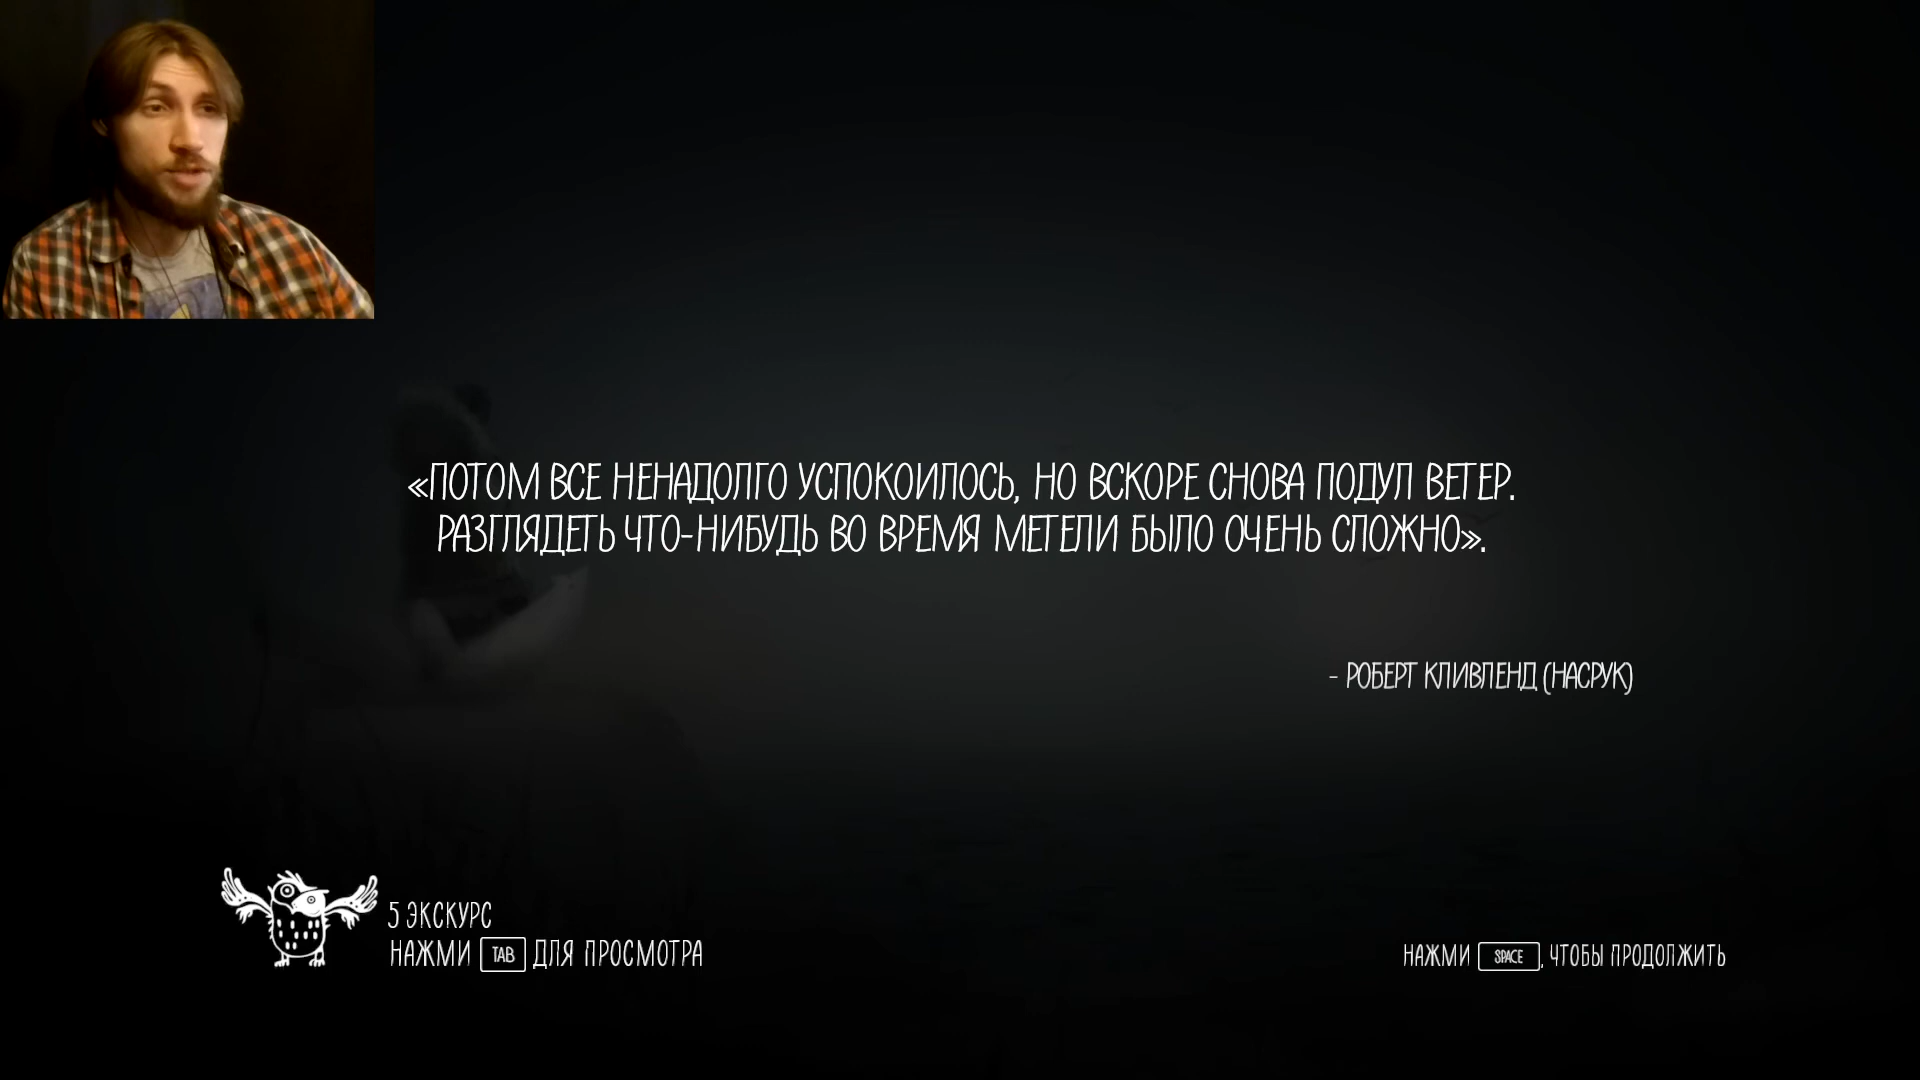 «ПОТОМ ВСЕ НЕНАДОЛГО УСПОКОИЛОСЬ, НО ВСКОРЕ СНОВА ПОДУЛ ВЕТЕР.
РАЗГЛЯДЕТЬ ЧТО-НИБУДЬ ВО ВРЕМЯ МЕТЕЛИ БЫЛО ОЧЕНЬ СЛОЖНО».
- РОБЕРТ КЛИВЛЕНД (НАСРУК)
5 ЭКСКУРС
НАЖМИ TAB ДЛЯ ПРОСМОТРА
НАЖМИ SPACE, ЧТОБЫ ПРОДОЛЖИТЬ